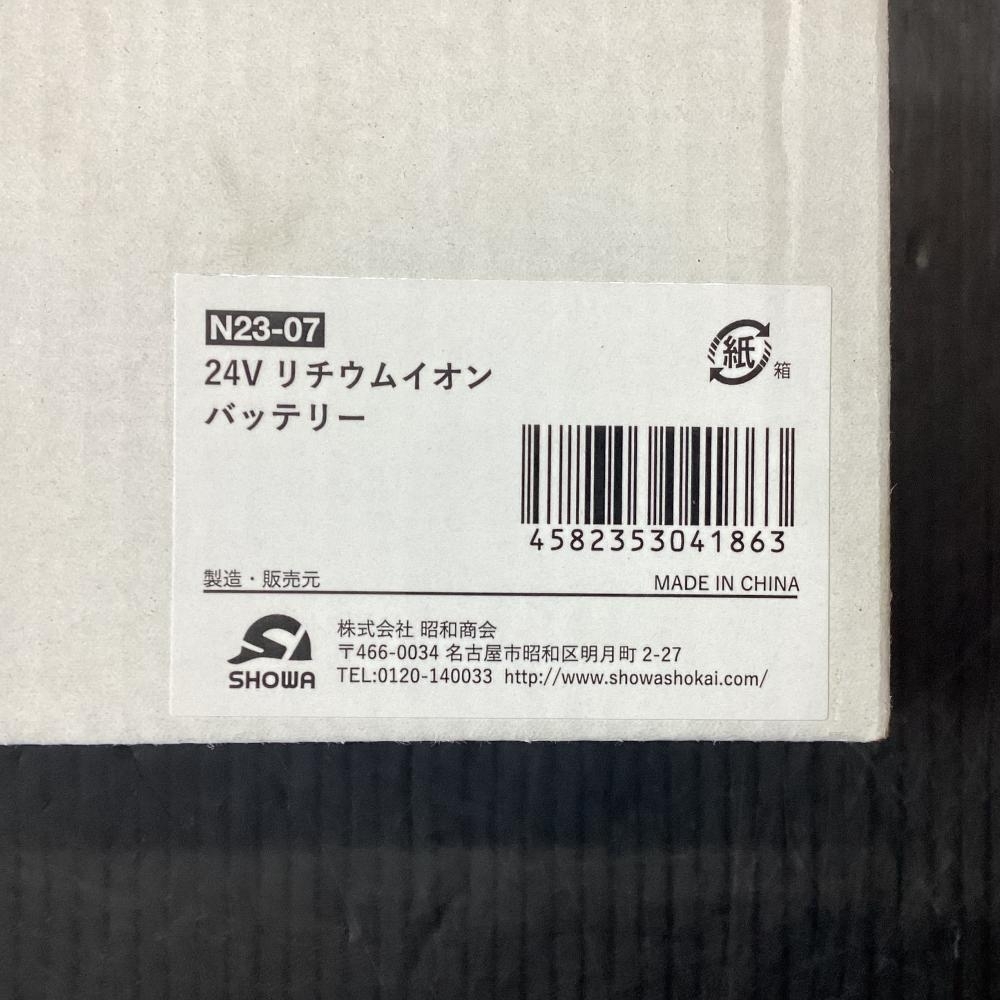 N23-07
24V リチウムイオン
バッテリー
紙
箱
4582353041863
製造・販売元
MADE IN CHINA
SHOWA
株式会社 昭和商会
〒466-0034 名古屋市昭和区明月町 2-27
TEL:0120-140033 http://www.showashokai.com/